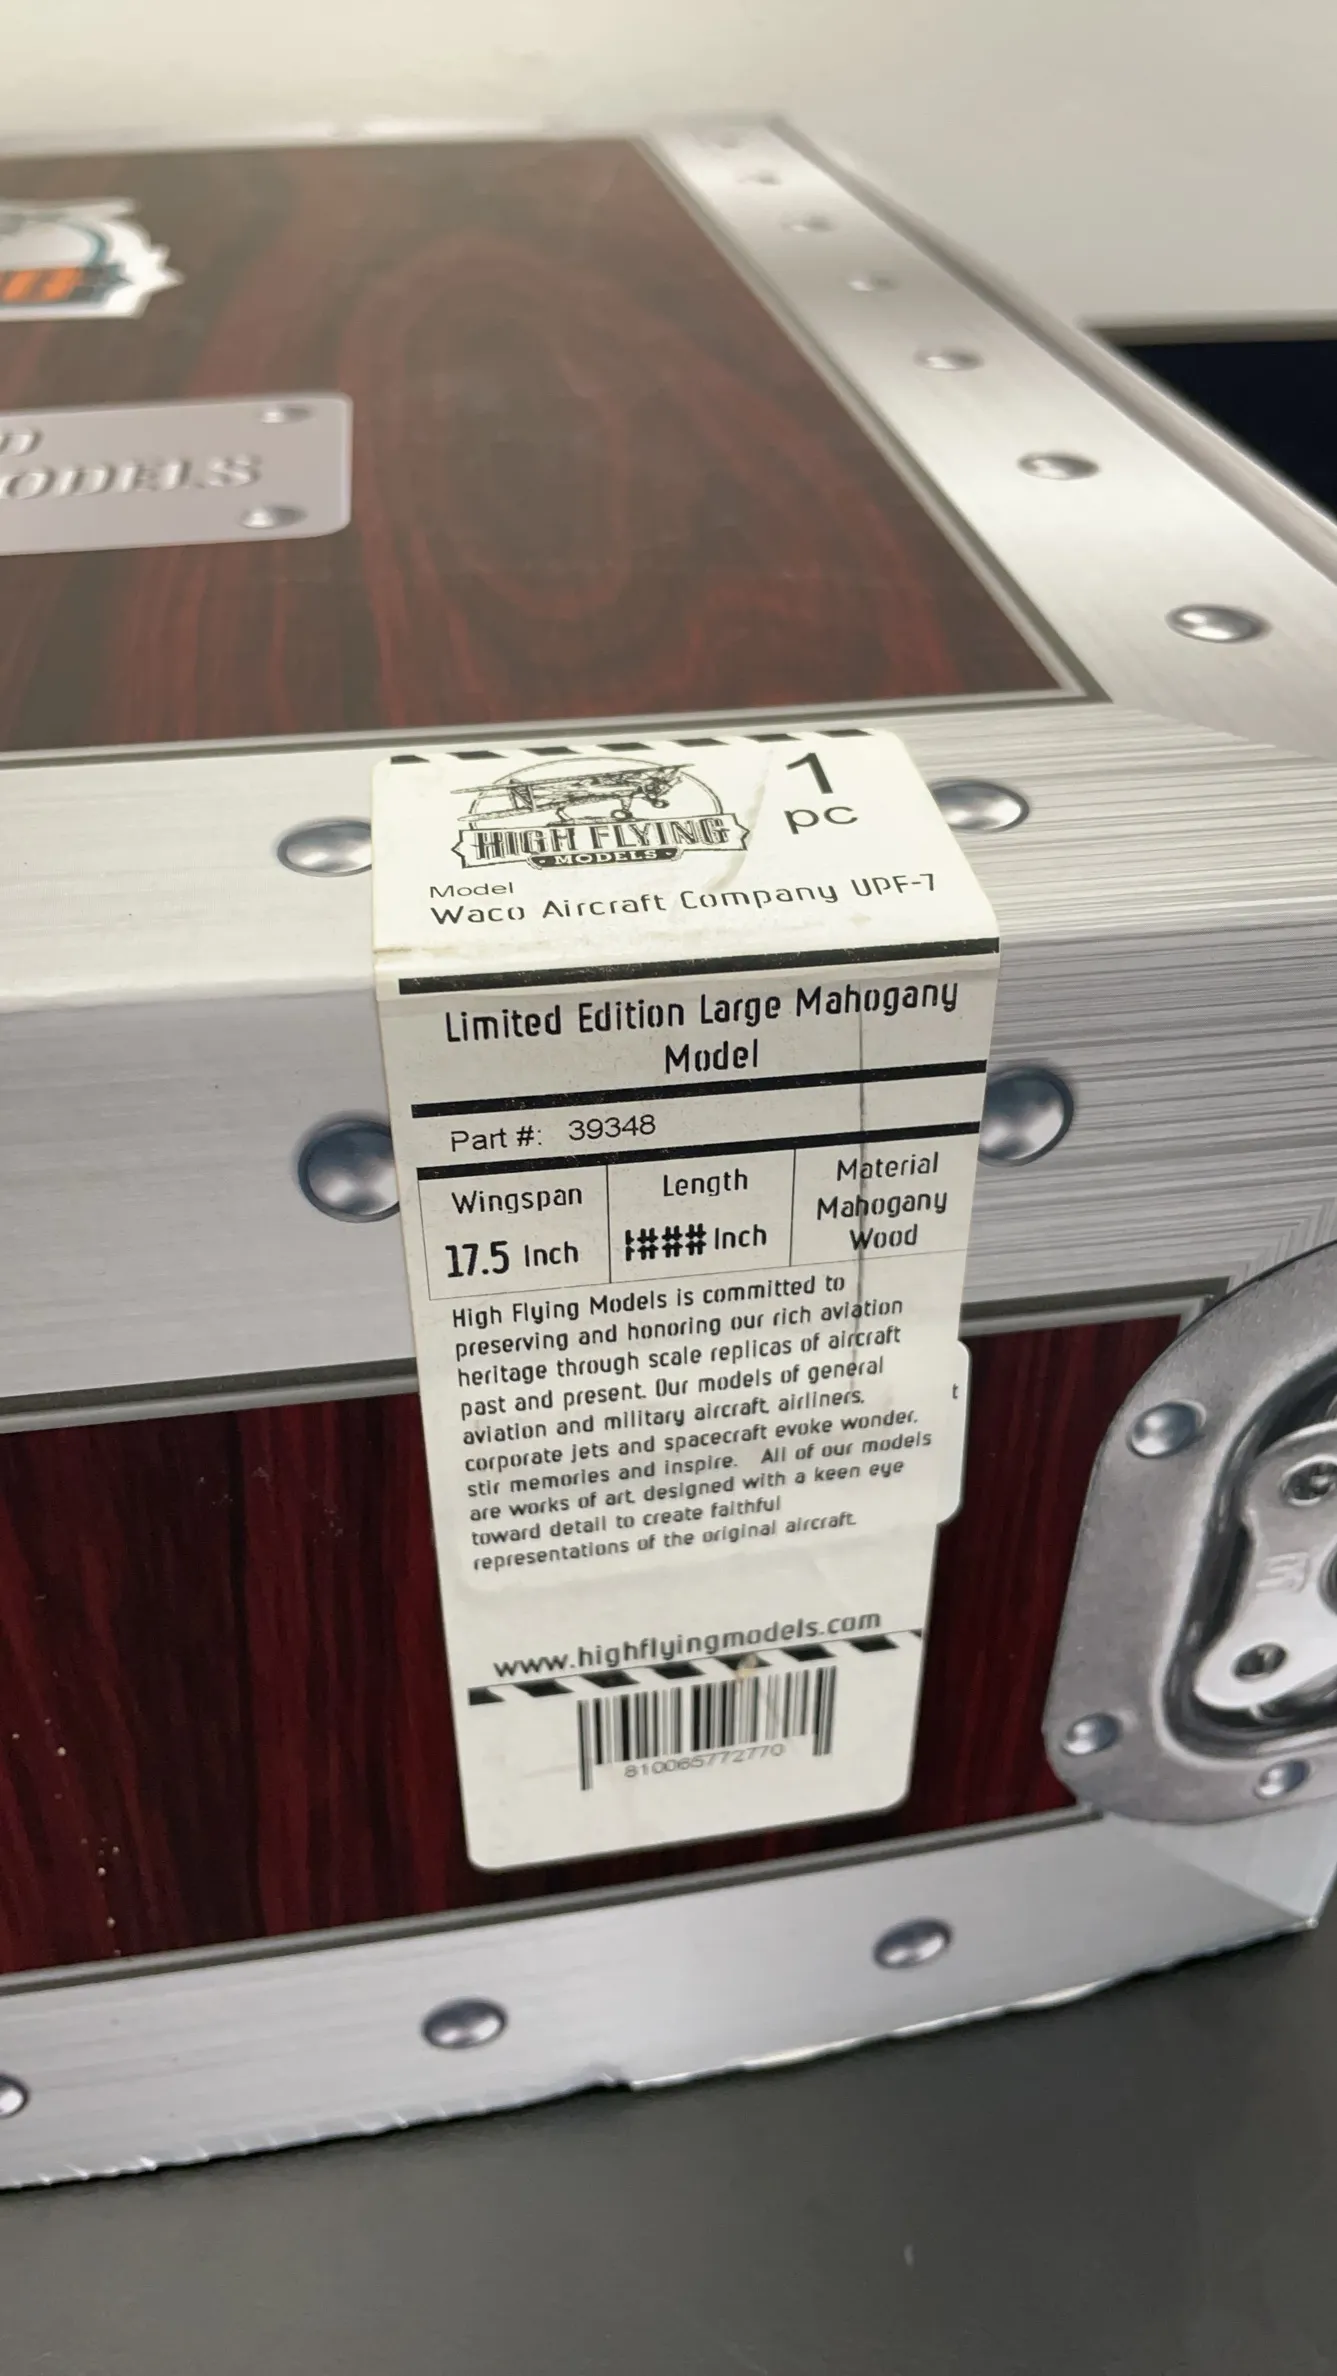 ODELS
1
pc
HIGH FLYING
MODELS
Model
Waco Aircraft Company UPF-7
Limited Edition Large Mahogany
Model
Part #: 39348
Wingspan Length Material
17.5 Inch #### Inch Mahogany
Wood
High Flying Models is committed to
preserving and honoring our rich aviation
heritage through scale replicas of aircraft
past and present. Our models of general
aviation and military aircraft, airliners,
corporate jets and spacecraft evoke wonder,
stir memories and inspire. All of our models
are works of art, designed with a keen eye
toward detail to create faithful
representations of the original aircraft.
t
www.highflyingmodels.com
810065772770